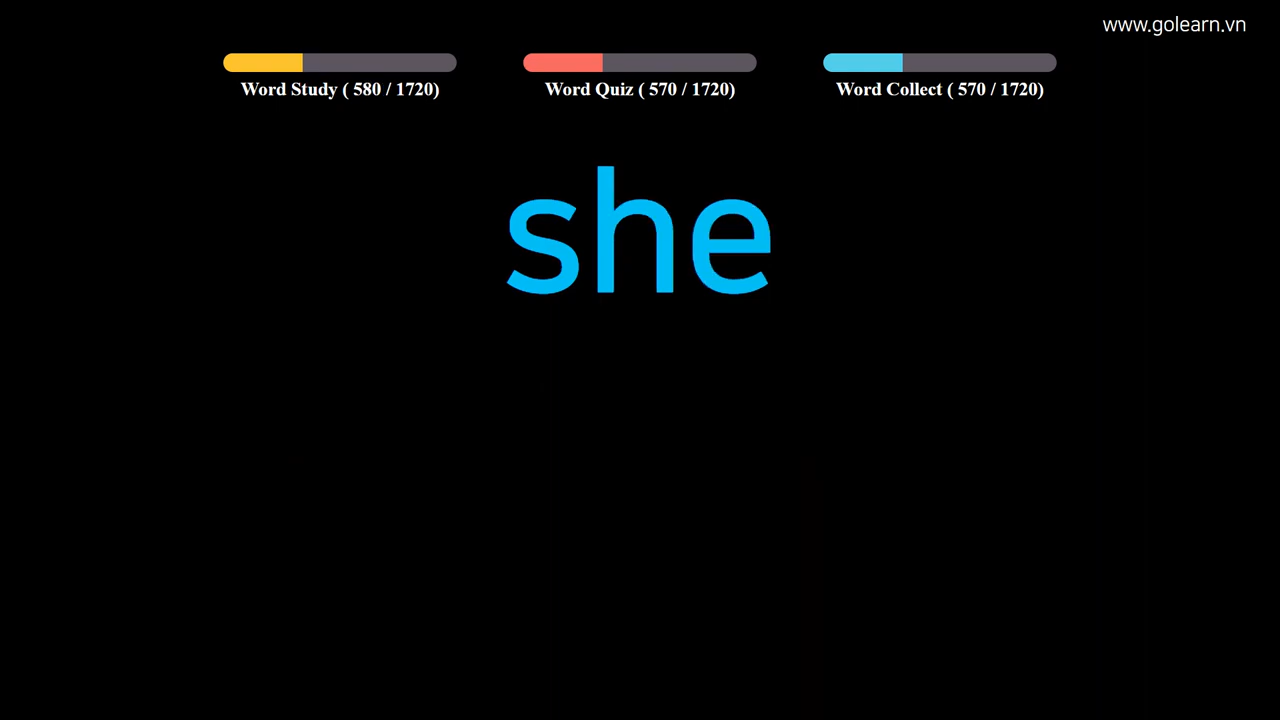 www.golearn.vn
Word Study ( 580 / 1720)
Word Quiz ( 570 / 1720)
Word Collect ( 570 / 1720)
she